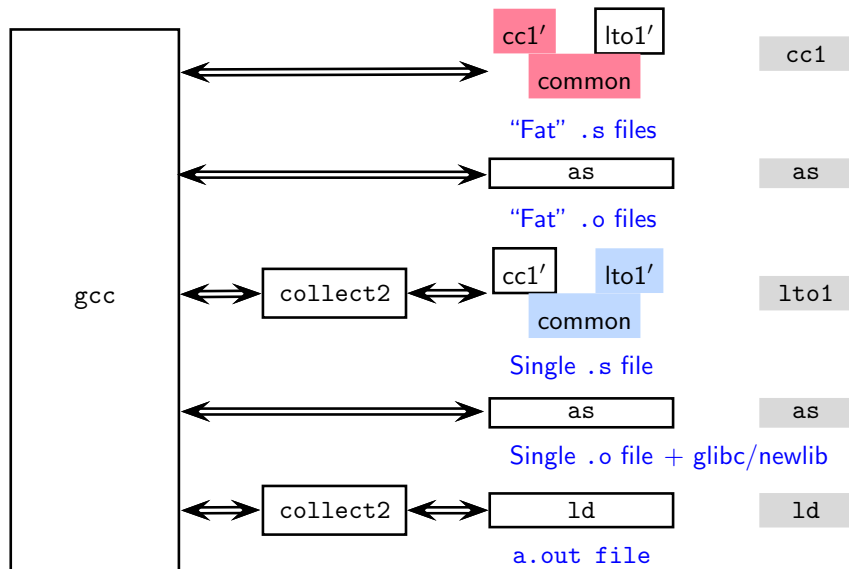 cc1′ lto1′
cc1
common
“Fat” .s files
as as
“Fat” .o files
cc1′ lto1′
gcc collect2 lto1
common
Single .s file
as as
Single .o file + glibc/newlib
collect2 ld ld
a.out file